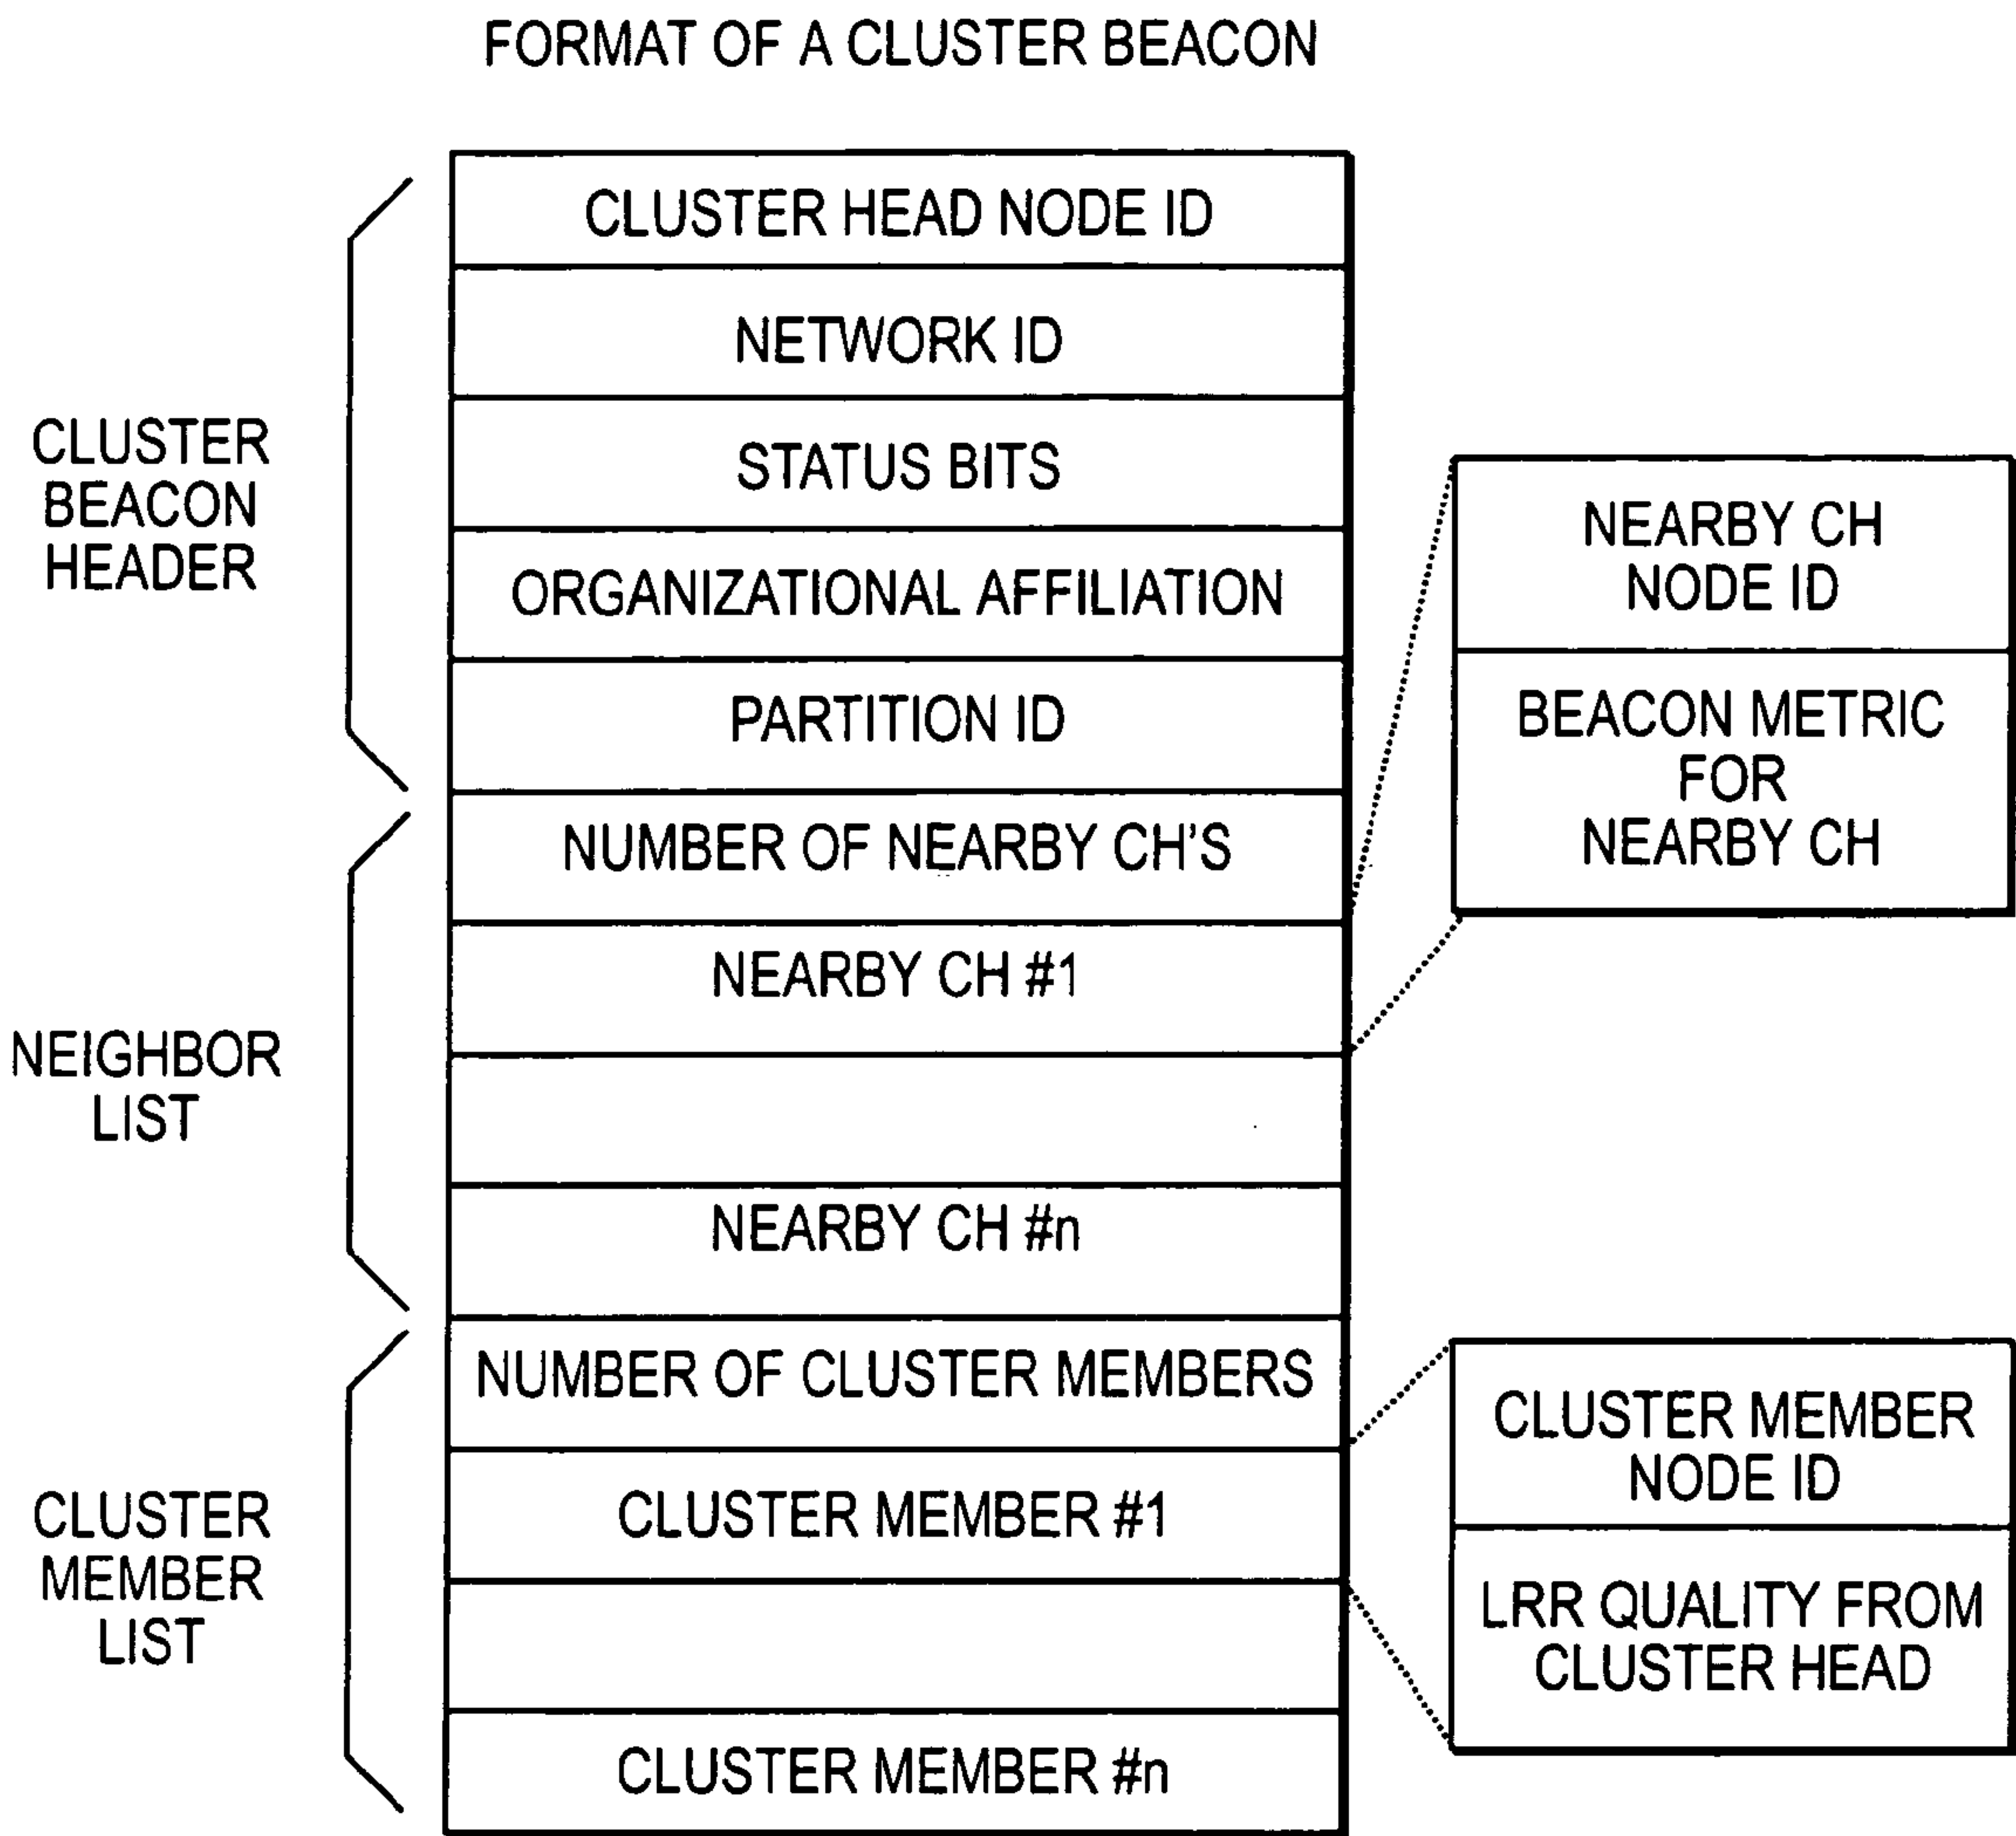 FORMAT OF A CLUSTER BEACON
CLUSTER
BEACON
HEADER
CLUSTER HEAD NODE ID
NETWORK ID
STATUS BITS
ORGANIZATIONAL AFFILIATION
PARTITION ID
NEIGHBOR
LIST
NUMBER OF NEARBY CH'S
NEARBY CH #1
NEARBY CH #n
NEARBY CH
NODE ID
BEACON METRIC
FOR
NEARBY CH
CLUSTER
MEMBER
LIST
NUMBER OF CLUSTER MEMBERS
CLUSTER MEMBER #1
CLUSTER MEMBER #n
CLUSTER MEMBER
NODE ID
LRR QUALITY FROM
CLUSTER HEAD